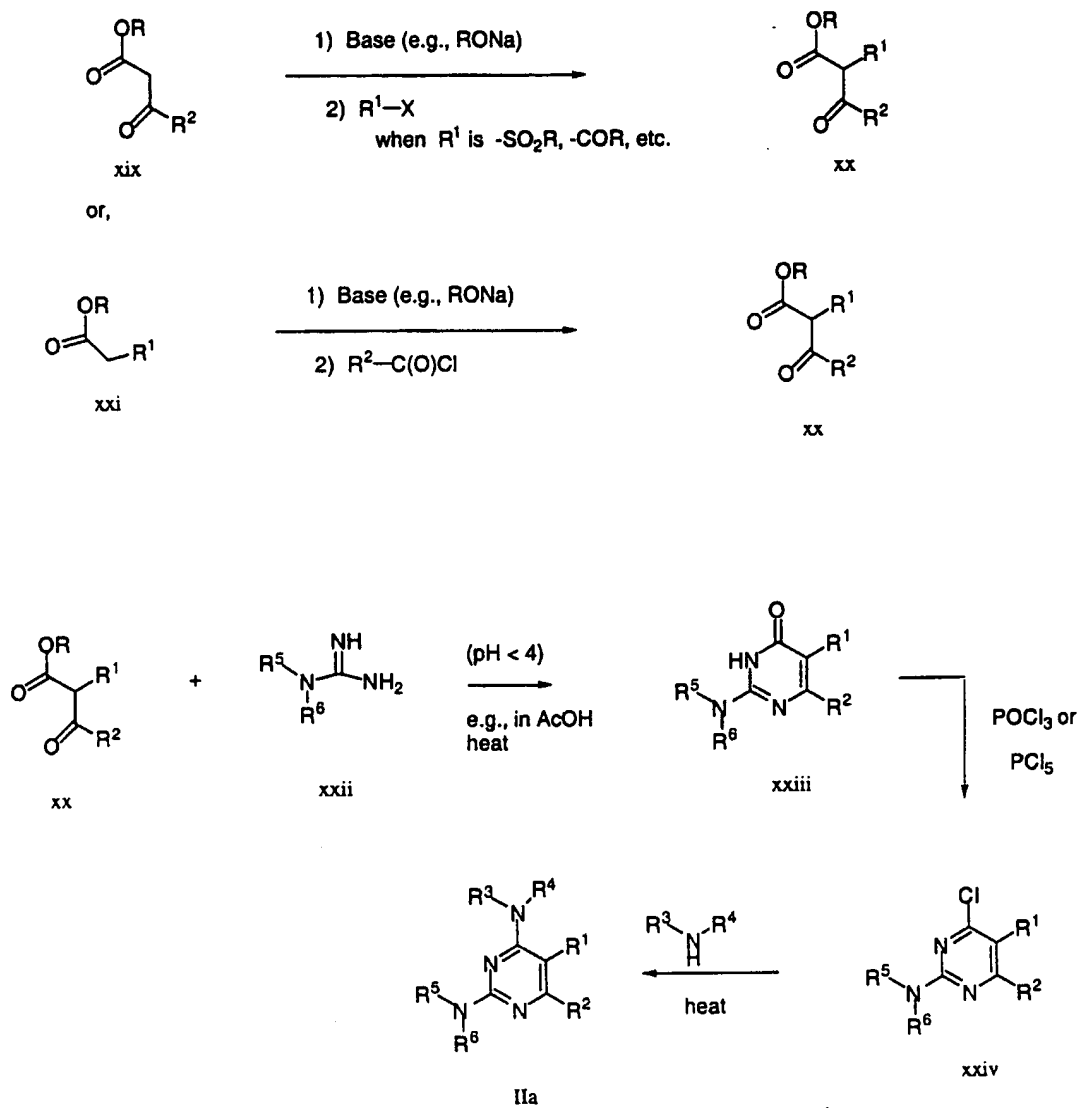 OR
O
O
R²
xix
1) Base (e.g., RONa)
2) R¹—X
when R¹ is -SO₂R, -COR, etc.
OR
R¹
O
O
R²
xx
or,
OR
O
R¹
xxi
1) Base (e.g., RONa)
2) R²—C(O)Cl
OR
R¹
O
O
R²
xx
OR
R¹
O
O
R²
xx
+
NH
R⁵
N
NH₂
R⁶
xxii
(pH < 4)
e.g., in AcOH
heat
O
R¹
HN
R⁵
N
N
R²
R⁶
xxiii
POCl₃ or
PCl₅
R³
R⁴
N
R¹
N
R⁵
N
N
R²
R⁶
IIa
R³
R⁴
N
H
heat
Cl
R¹
N
R⁵
N
N
R²
R⁶
xxiv